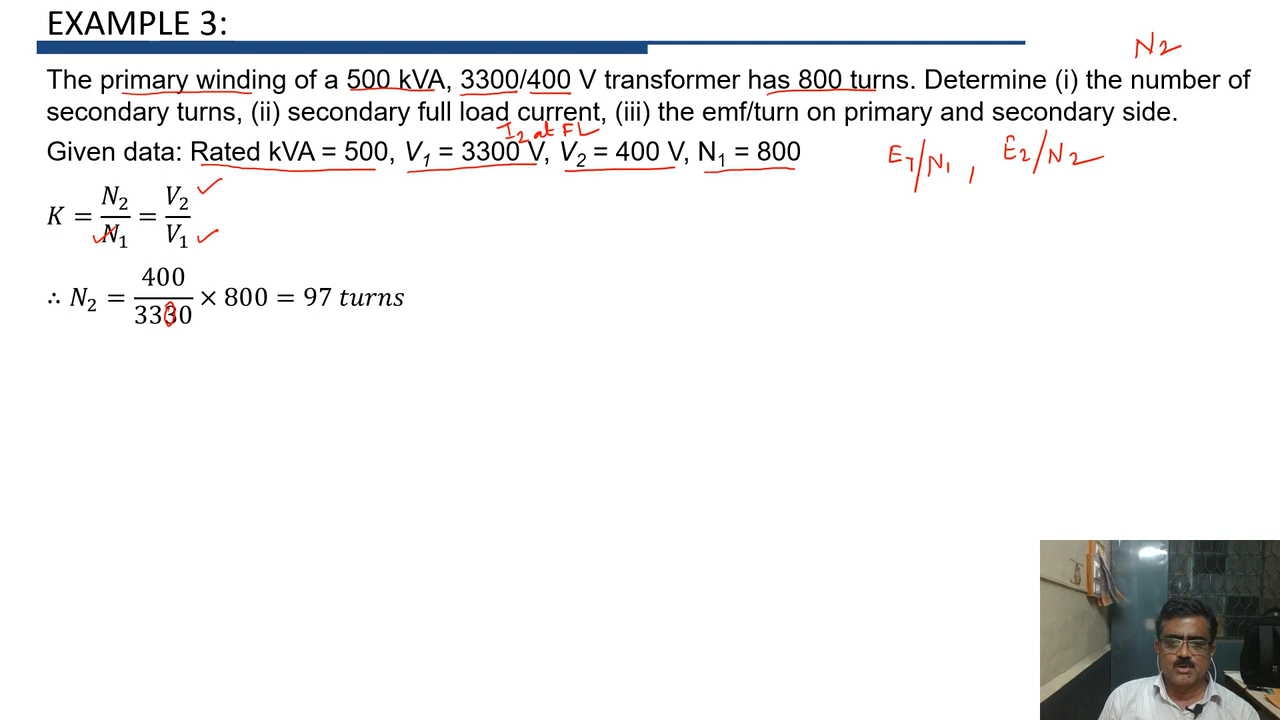 EXAMPLE 3:
N2
The primary winding of a 500 kVA, 3300/400 V transformer has 800 turns. Determine (i) the number of
secondary turns, (ii) secondary full load current, (iii) the emf/turn on primary and secondary side.
I2 at FL
Given data: Rated kVA = 500, V1 = 3300 V, V2 = 400 V, N1 = 800
E1/N1 , E2/N2
K = N2/N1 = V2/V1
∴ N2 = 400/3330 × 800 = 97 turns
0